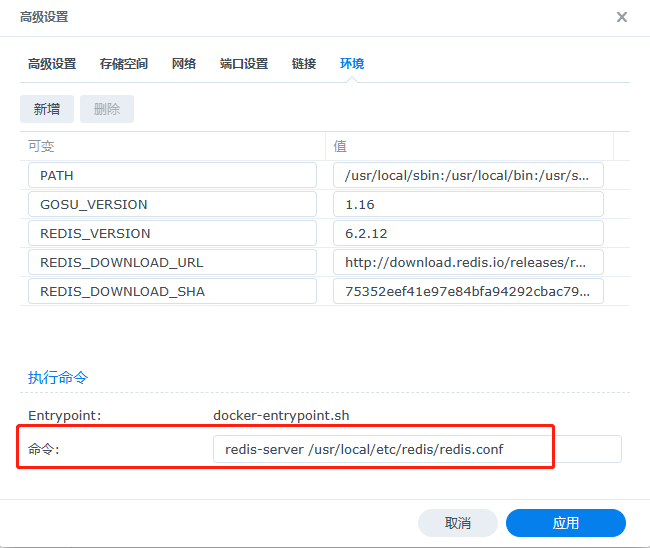 高级设置
高级设置 存储空间 网络 端口设置 链接 环境
新增 删除
可变 值
PATH /usr/local/sbin:/usr/local/bin:/usr/s...
GOSU_VERSION 1.16
REDIS_VERSION 6.2.12
REDIS_DOWNLOAD_URL http://download.redis.io/releases/r...
REDIS_DOWNLOAD_SHA 75352eef41e97e84bfa94292cbac79...
执行命令
Entrypoint: docker-entrypoint.sh
命令: redis-server /usr/local/etc/redis/redis.conf
取消 应用